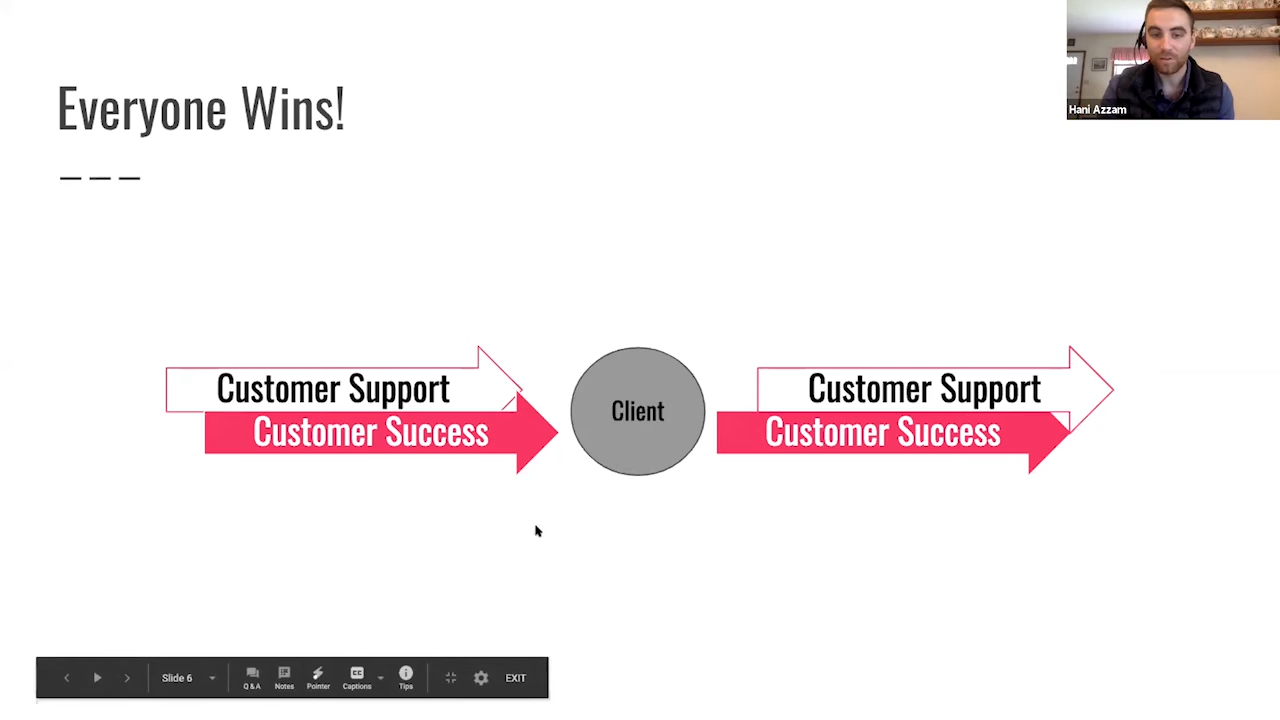 Everyone Wins!
Hani Azzam
Customer Support
Customer Success
Client
Customer Support
Customer Success
Slide 6
Q&A
Notes
Pointer
CC
Captions
Tips
EXIT